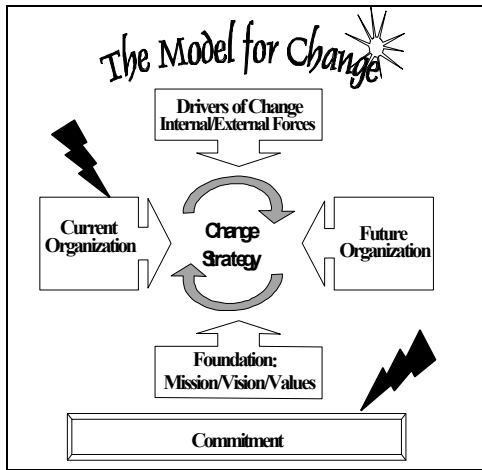 The Model for Change
Drivers of Change
Internal/External Forces
Current
Organization
Change
Strategy
Future
Organization
Foundation:
Mission/Vision/Values
Commitment